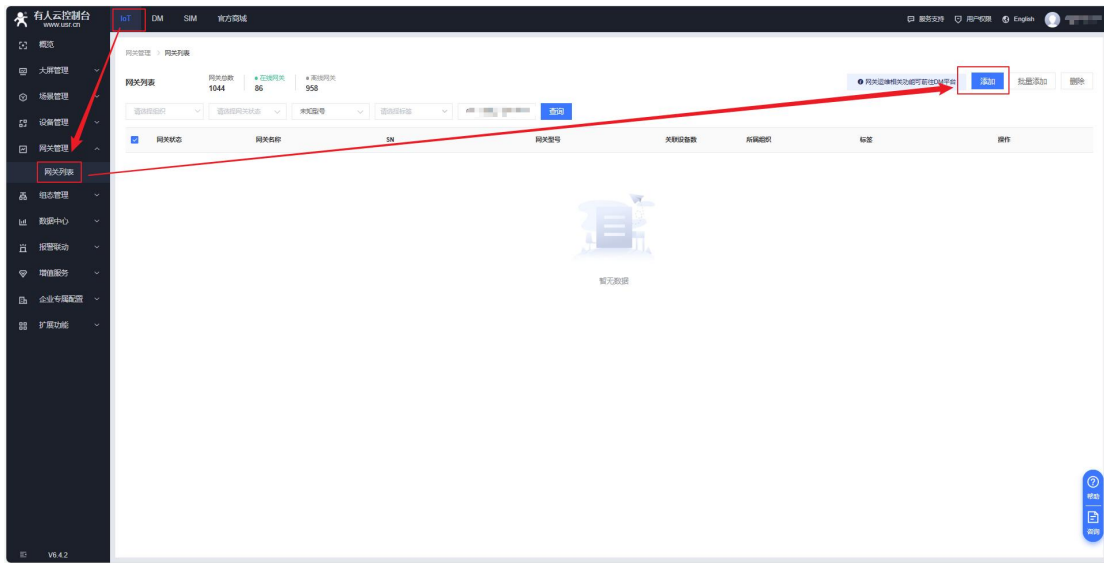 有人云控制台
www.usr.cn
IoT DM SIM 官方商城
服务支持 用户权限 English
概览
大屏管理
场景管理
设备管理
网关管理
网关列表
组态管理
数据中心
报警联动
增值服务
企业专属配置
扩展功能
V6.4.2
网关管理 > 网关列表
网关列表
网关总数 在线网关 离线网关
1044 86 958
网关运维相关功能可前往DM平台
添加 批量添加 删除
请选择组织 请选择网关状态 未知型号 请选择标签 查询
网关状态 网关名称 SN 网关型号 关联设备数 所属组织 标签 操作
暂无数据
帮助
咨询